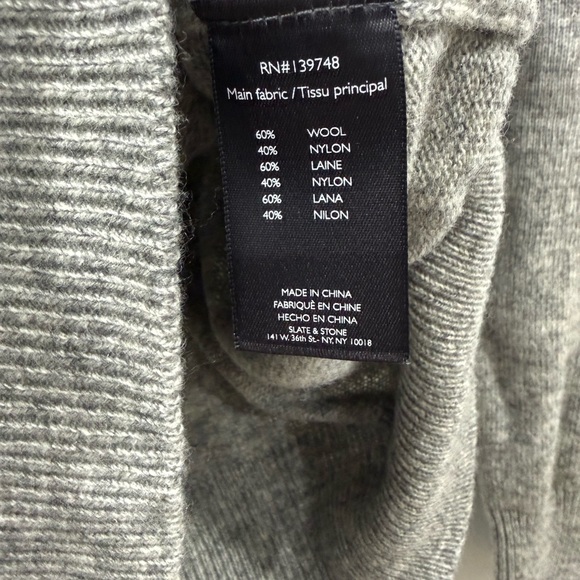 RN#139748
Main fabric / Tissu principal
60% WOOL
40% NYLON
60% LAINE
40% NYLON
60% LANA
40% NILON
MADE IN CHINA
FABRIQUÉ EN CHINE
HECHO EN CHINA
SLATE & STONE
141 W. 36th St.- NY, NY 10018